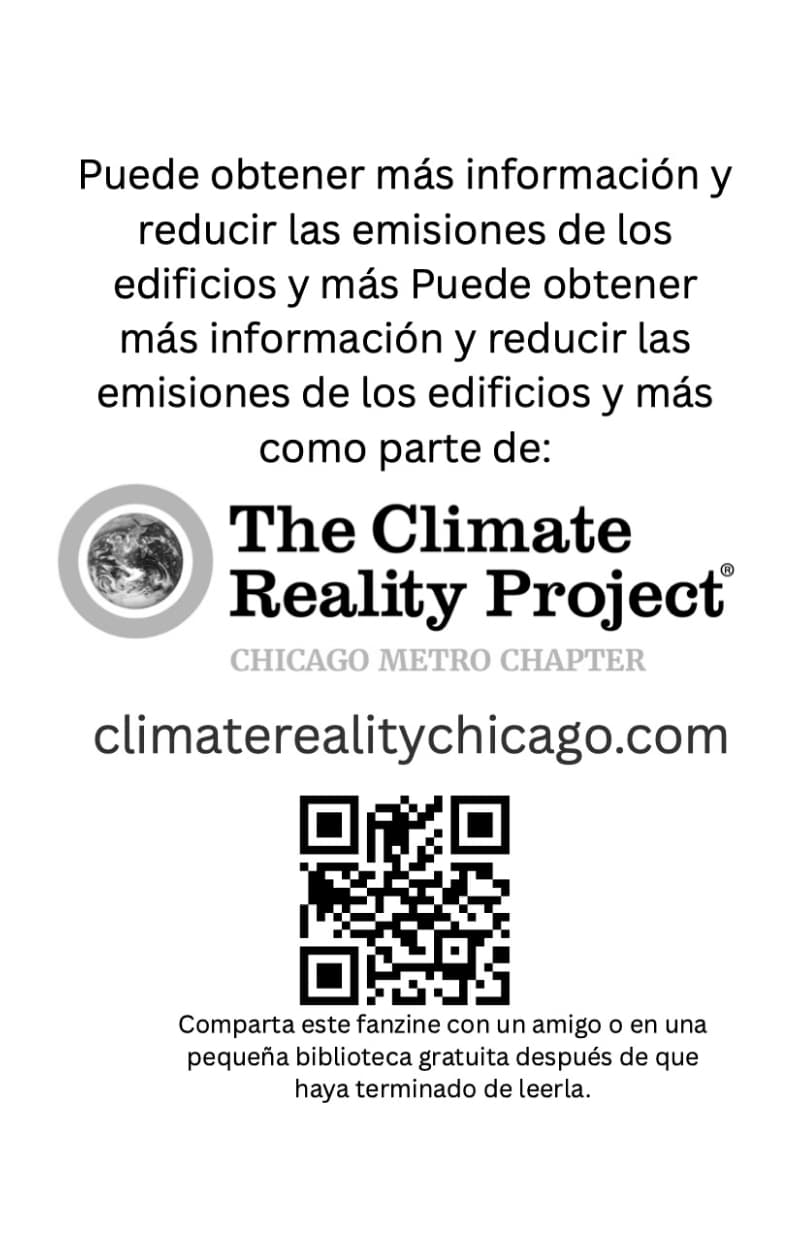 Puede obtener más información y
reducir las emisiones de los
edificios y más Puede obtener
más información y reducir las
emisiones de los edificios y más
como parte de:
The Climate
Reality Project®
CHICAGO METRO CHAPTER
climaterealitychicago.com
Comparta este fanzine con un amigo o en una
pequeña biblioteca gratuita después de que
haya terminado de leerla.